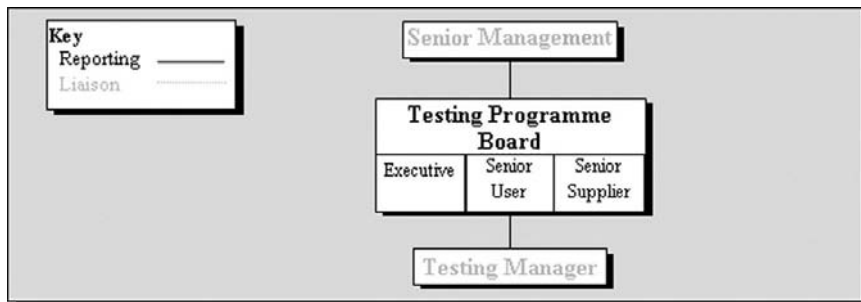 Key
Reporting
Liaison
Senior Management
Testing Programme
Board
Executive
Senior
User
Senior
Supplier
Testing Manager